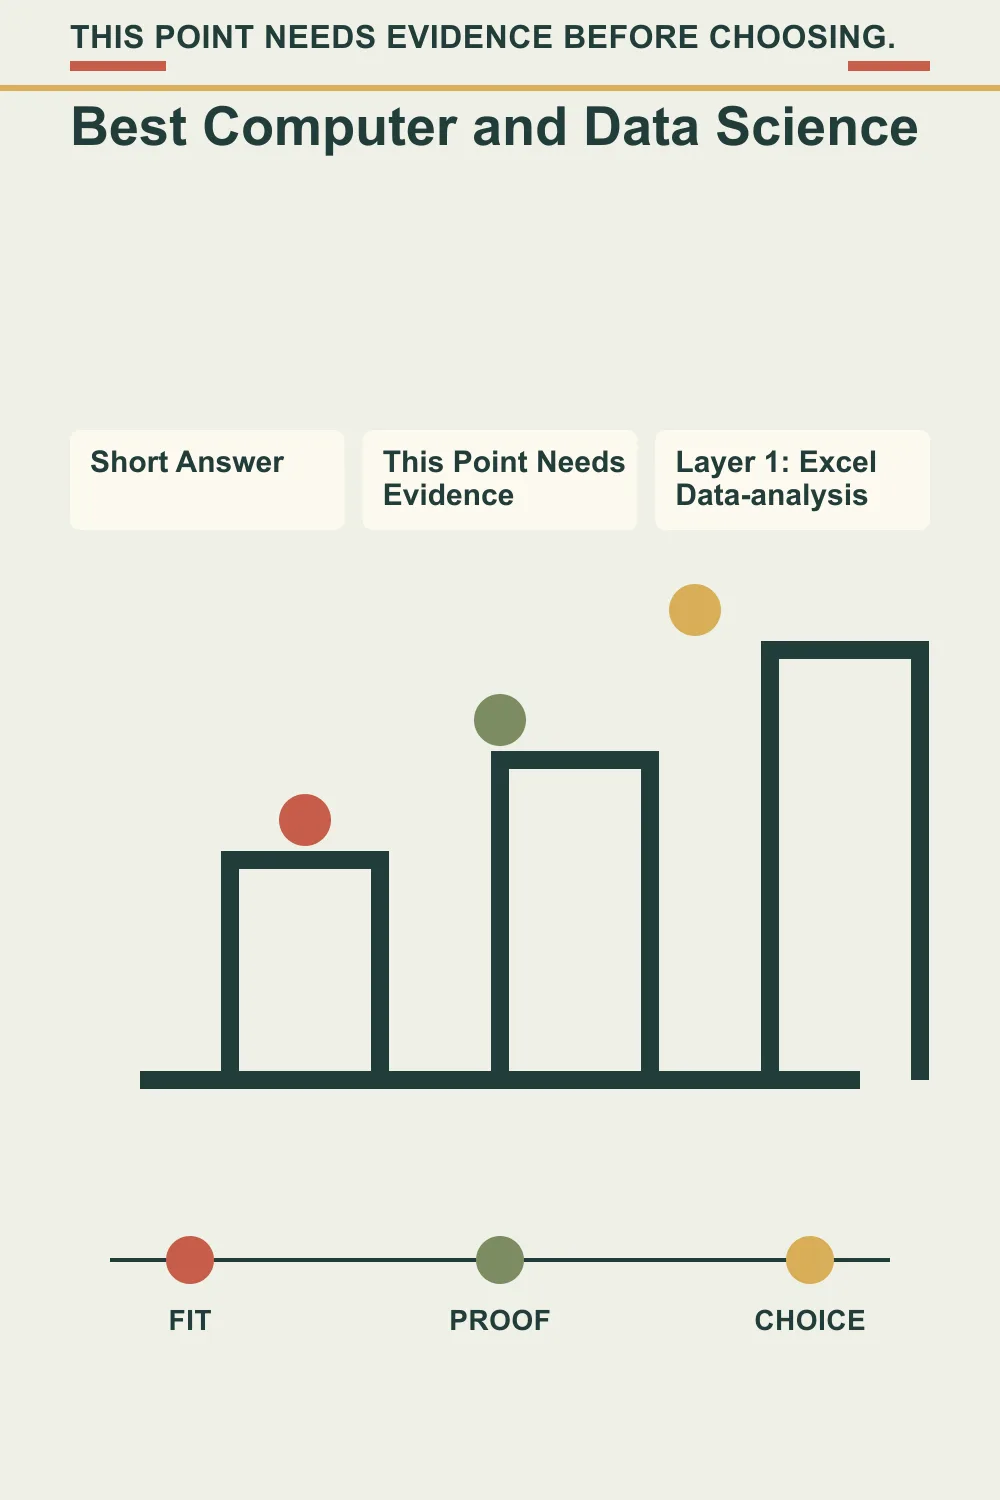 THIS POINT NEEDS EVIDENCE BEFORE CHOOSING.
Best Computer and Data Science
Short Answer
This Point Needs
Evidence
Layer 1: Excel
Data-analysis
FIT
PROOF
CHOICE